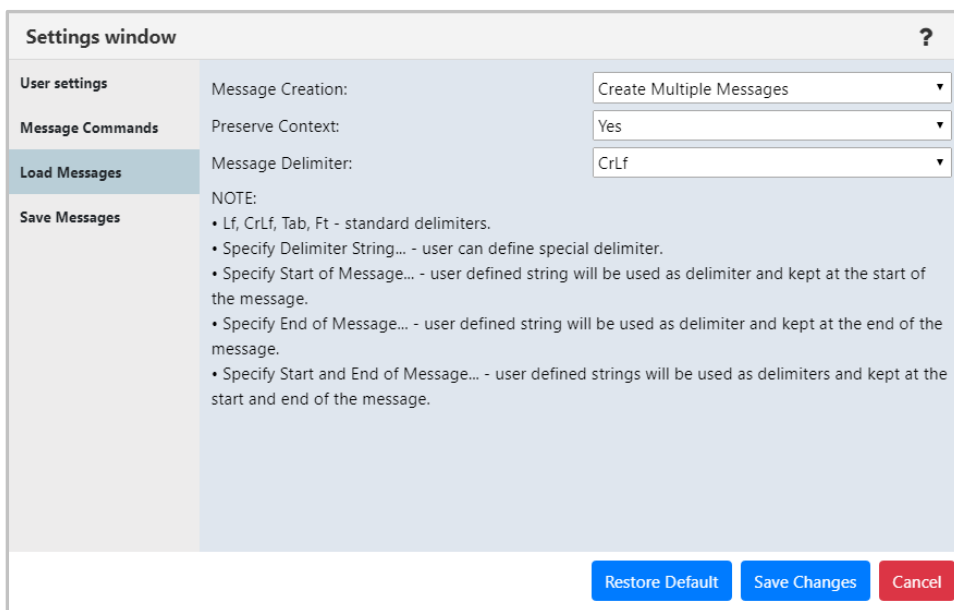 Settings window ?
User settings
Message Commands
Load Messages
Save Messages
Message Creation: Create Multiple Messages
Preserve Context: Yes
Message Delimiter: CrLf
NOTE:
• Lf, CrLf, Tab, Ft - standard delimiters.
• Specify Delimiter String... - user can define special delimiter.
• Specify Start of Message... - user defined string will be used as delimiter and kept at the start of
the message.
• Specify End of Message... - user defined string will be used as delimiter and kept at the end of the
message.
• Specify Start and End of Message... - user defined strings will be used as delimiters and kept at the
start and end of the message.
Restore Default Save Changes Cancel